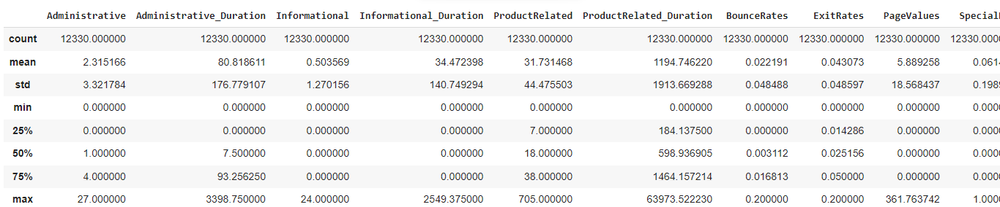 Administrative Administrative_Duration Informational Informational_Duration ProductRelated ProductRelated_Duration BounceRates ExitRates PageValues Special
count 12330.000000 12330.000000 12330.000000 12330.000000 12330.000000 12330.000000 12330.000000 12330.000000 12330.000000 12330.000
mean 2.315166 80.818611 0.503569 34.472398 31.731468 1194.746220 0.022191 0.043073 5.889258 0.061
std 3.321784 176.779107 1.270156 140.749294 44.475503 1913.669288 0.048488 0.048597 18.568437 0.198
min 0.000000 0.000000 0.000000 0.000000 0.000000 0.000000 0.000000 0.000000 0.000000 0.000
25% 0.000000 0.000000 0.000000 0.000000 7.000000 184.137500 0.000000 0.014286 0.000000 0.000
50% 1.000000 7.500000 0.000000 0.000000 18.000000 598.936905 0.003112 0.025156 0.000000 0.000
75% 4.000000 93.256250 0.000000 0.000000 38.000000 1464.157214 0.016813 0.050000 0.000000 0.000
max 27.000000 3398.750000 24.000000 2549.375000 705.000000 63973.522230 0.200000 0.200000 361.763742 1.000